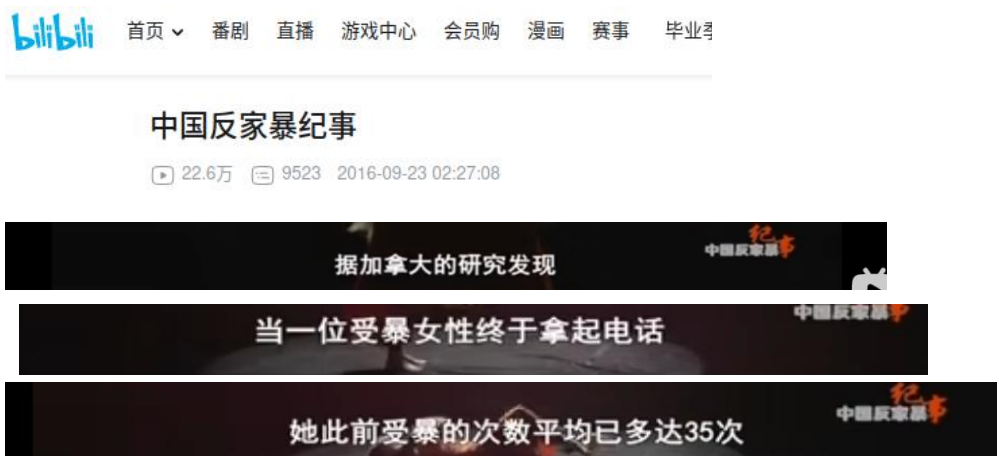 bilibili 首页 番剧 直播 游戏中心 会员购 漫画 赛事 毕业季
中国反家暴纪事
22.6万 9523 2016-09-23 02:27:08
中国反家暴纪事
据加拿大的研究发现
中国反家暴事
当一位受暴女性终于拿起电话
中国反家暴纪事
她此前受暴的次数平均已多达35次